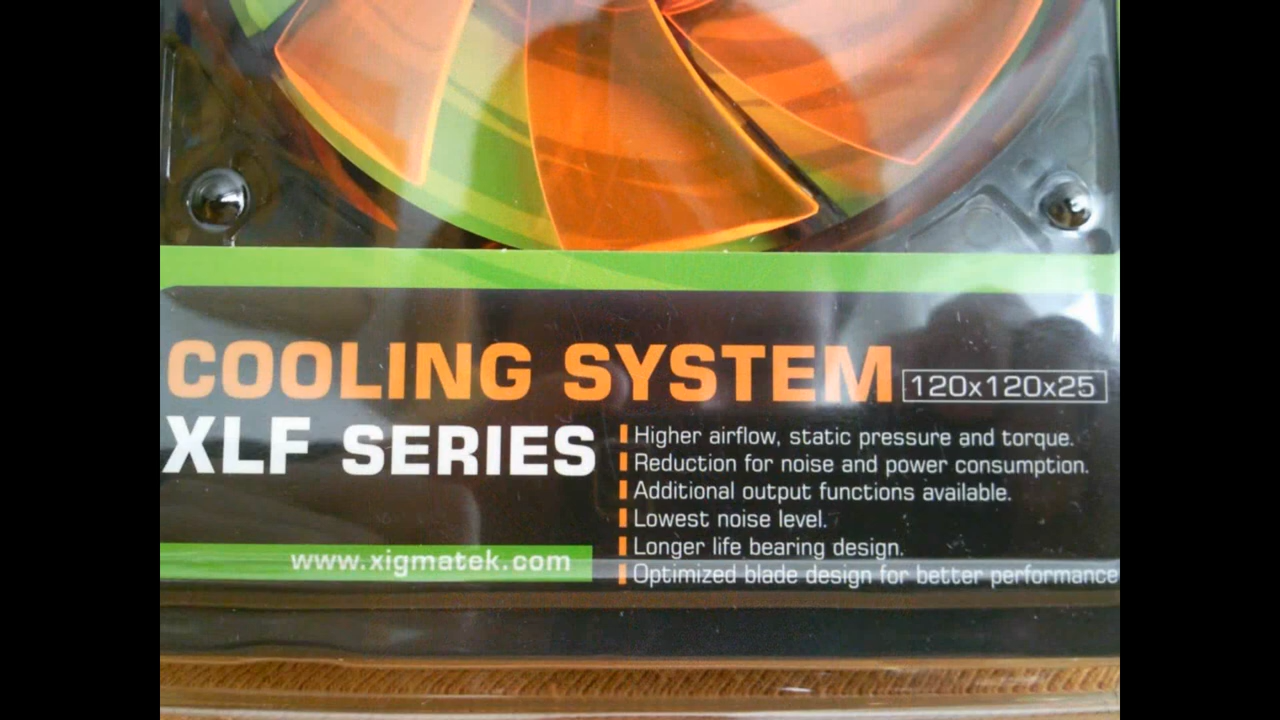 COOLING SYSTEM 120x120x25
XLF SERIES
Higher airflow, static pressure and torque.
Reduction for noise and power consumption.
Additional output functions available.
Lowest noise level.
Longer life bearing design.
Optimized blade design for better performance
www.xigmatek.com